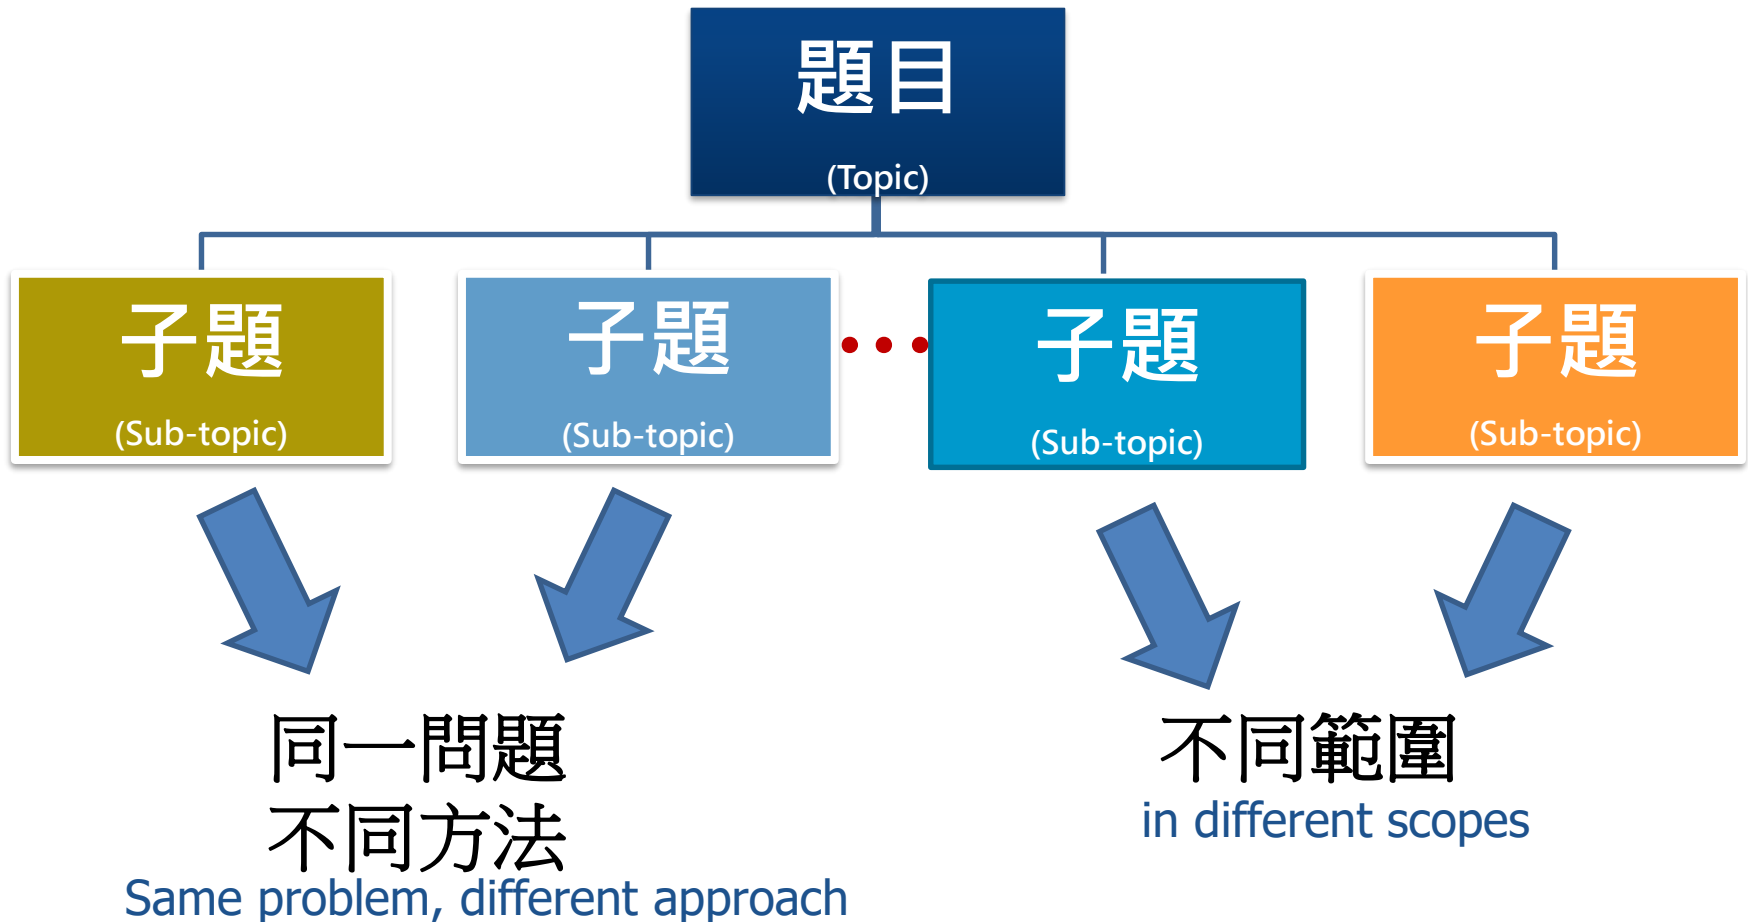 題目
(Topic)
子題
(Sub-topic)
子題
(Sub-topic)
子題
(Sub-topic)
子題
(Sub-topic)
同一問題
不同方法
Same problem, different approach
不同範圍
in different scopes